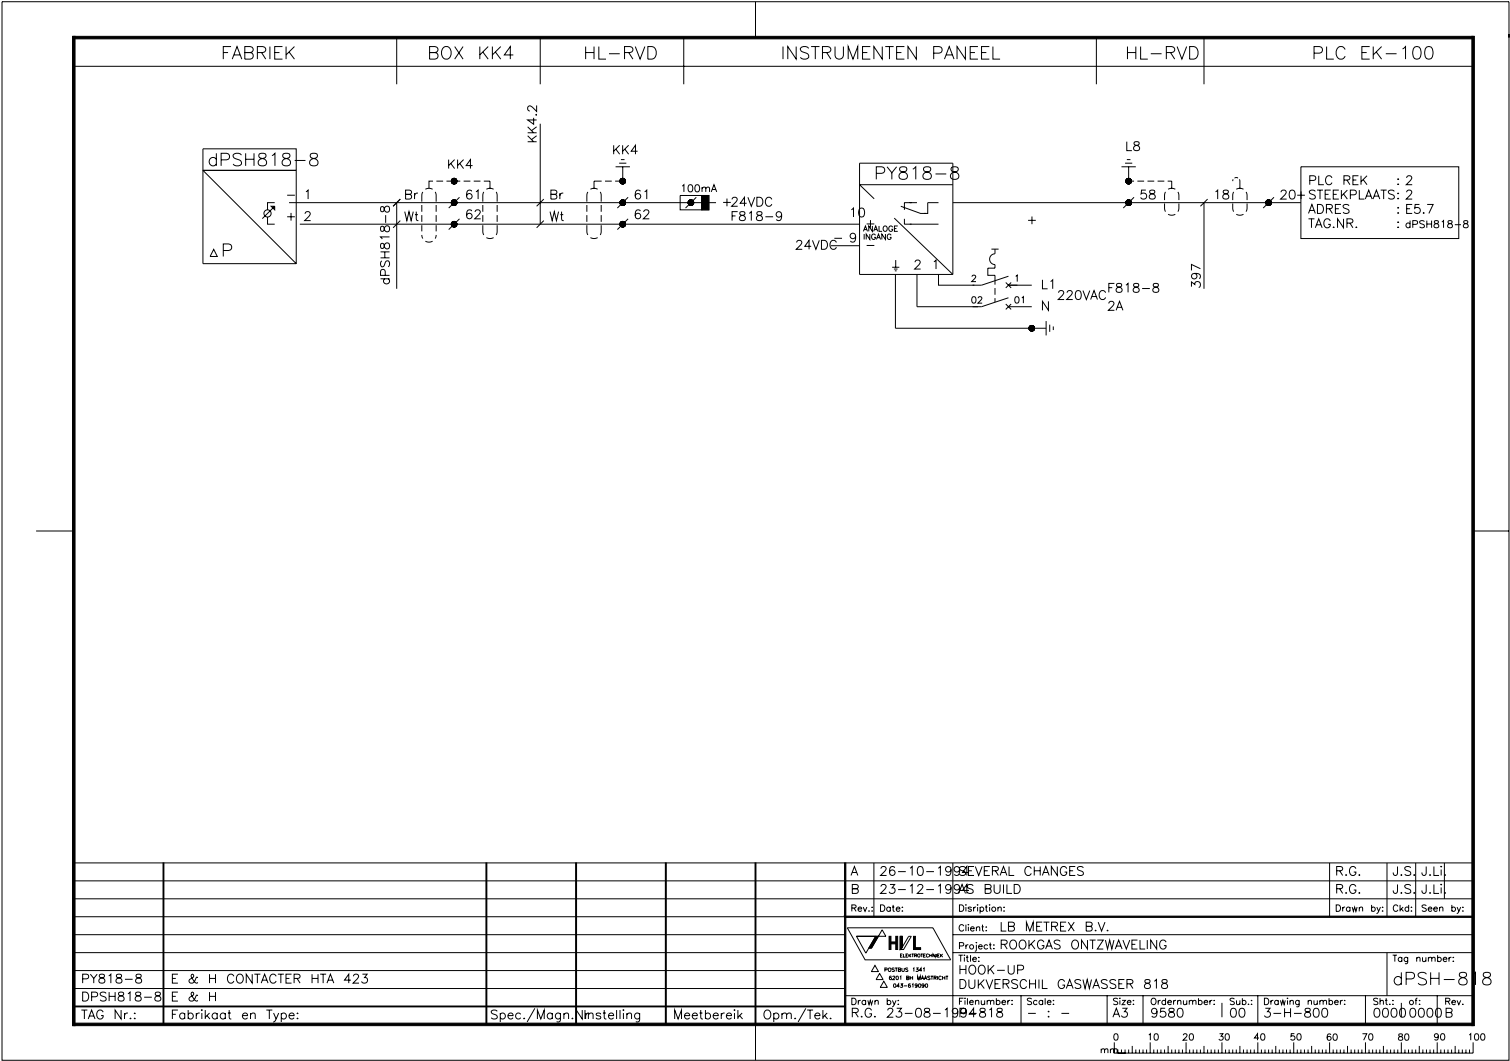 FABRIEK BOX KK4 HL-RVD INSTRUMENTEN PANEEL HL-RVD PLC EK-100
KK4.2
dPSH818-8
1
2
- +
△ P
dPSH818-8
KK4
Br 61
Wt 62
Br
Wt
KK4
61
62
100mA
+24VDC
F818-9
24VDC
PY818-8
10 +
ANALOGE
INGANG
9 -
2 1
2 1 L1
02 01 N
220VAC
F818-8
2A
+
L8
58
397
18
20+
PLC REK : 2
STEEKPLAATS: 2
ADRES : E5.7
TAG.NR. : dPSH818-8
A 26-10-1994 SEVERAL CHANGES R.G. J.S. J.Li.
B 23-12-1994 AS BUILD R.G. J.S. J.Li.
Rev.: Date: Disription: Drawn by: Ckd: Seen by:
HVL
ELEKTROTECHNIEK
POSTBUS 1341
6201 BH MAASTRICHT
043-619090
Client: LB METREX B.V.
Project: ROOKGAS ONTZWAVELING
Title:
HOOK-UP
DUKVERSCHIL GASWASSER 818
Tag number:
dPSH-818
Drawn by: Filenumber: Scale: Size: Ordernumber: Sub.: Drawing number: Sht.: of: Rev.
R.G. 23-08-1994 - : - A3 9580 00 3-H-800 0000 0000 B
PY818-8 E & H CONTACTER HTA 423
DPSH818-8 E & H
TAG Nr.: Fabrikaat en Type: Spec./Magn.Nr. Instelling Meetbereik Opm./Tek.
0 10 20 30 40 50 60 70 80 90 100
mm